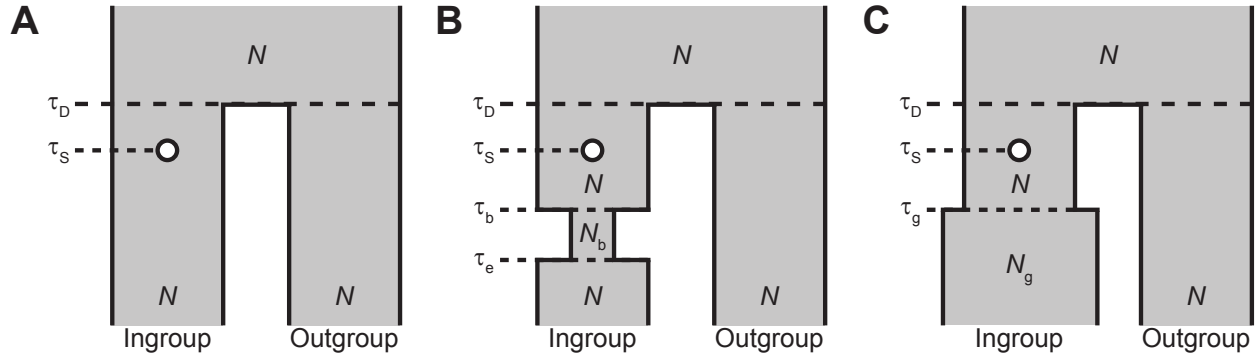 A
B
C
N
N
N
τD
τD
τD
τS
τS
τS
N
N
τb
τg
Nb
τe
Ng
N
N
N
N
N
Ingroup Outgroup
Ingroup Outgroup
Ingroup Outgroup